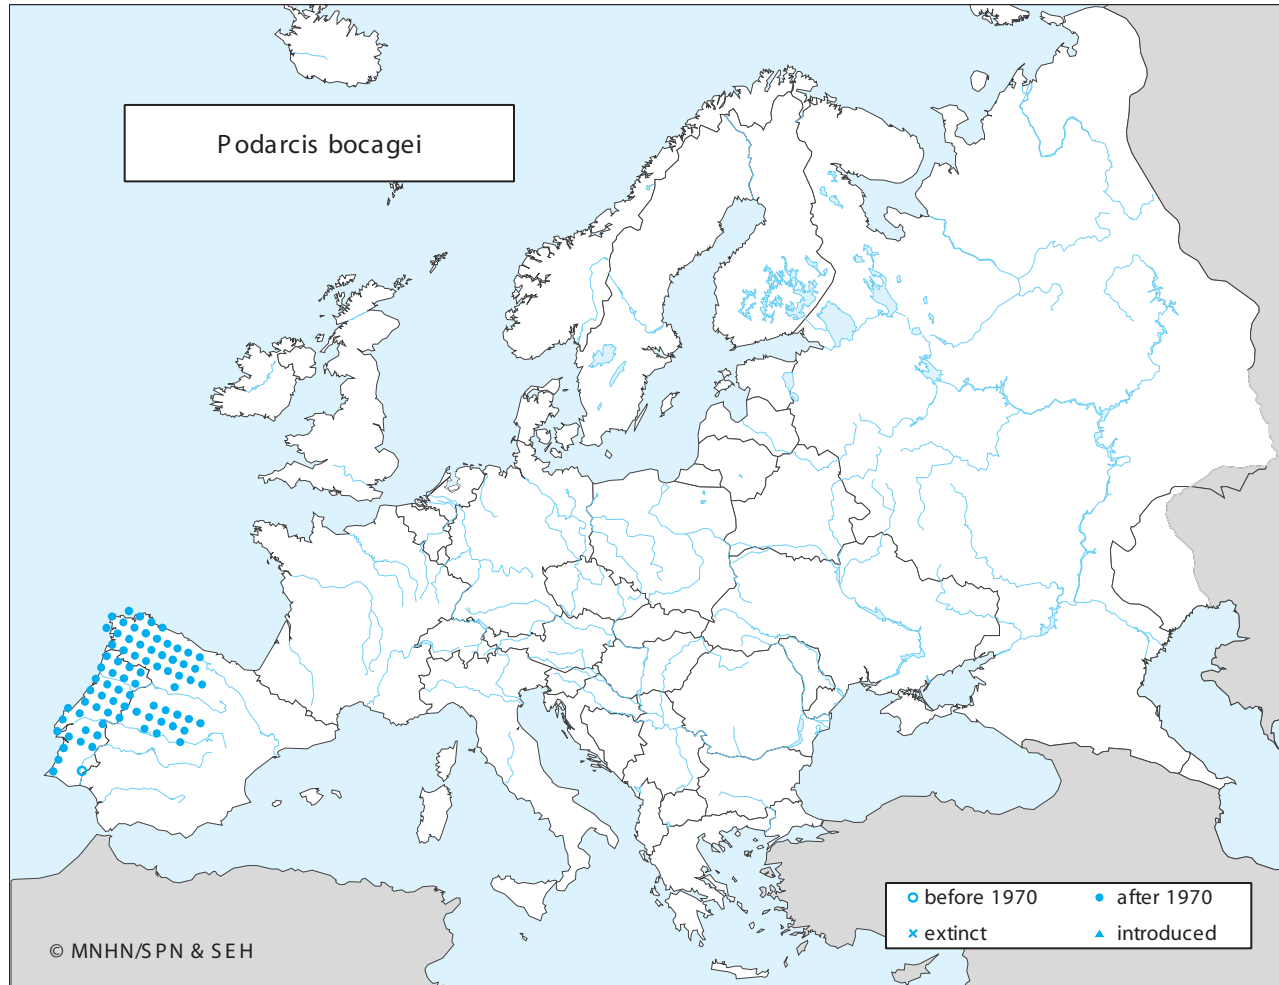 Podarcis bocagei
before 1970
after 1970
extinct
introduced
© MNHN/SPN & SEH